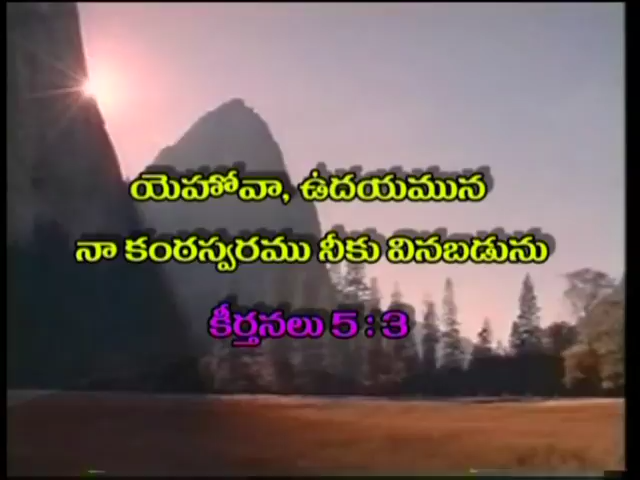 యెహోవా, ఉదయమున
నా కంఠస్వరము నీకు వినబడును
కీర్తనలు 5 : 3